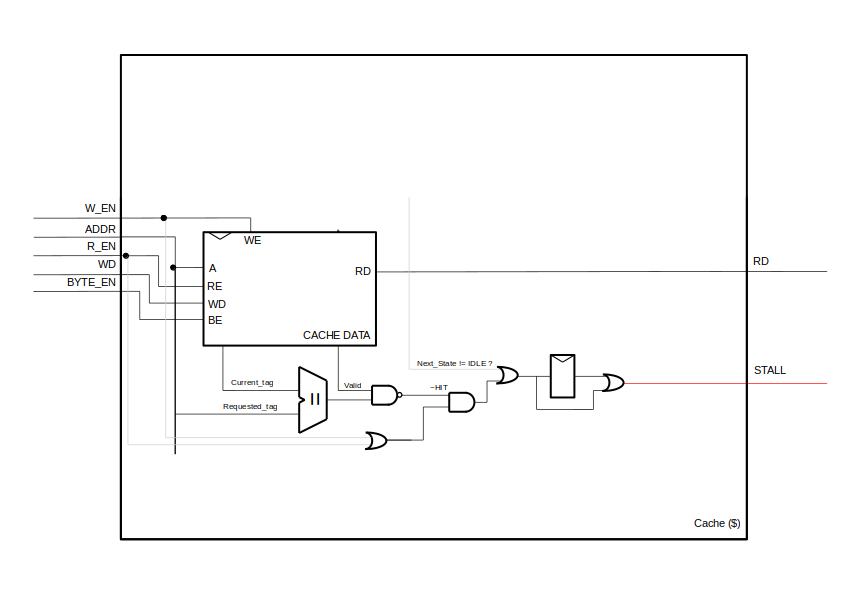 W_EN
ADDR
R_EN
WD
BYTE_EN
WE
A
RE
WD
BE
RD
CACHE DATA
RD
Next_State != IDLE ?
STALL
Current_tag
Valid
~HIT
Requested_tag
=
Cache ($)